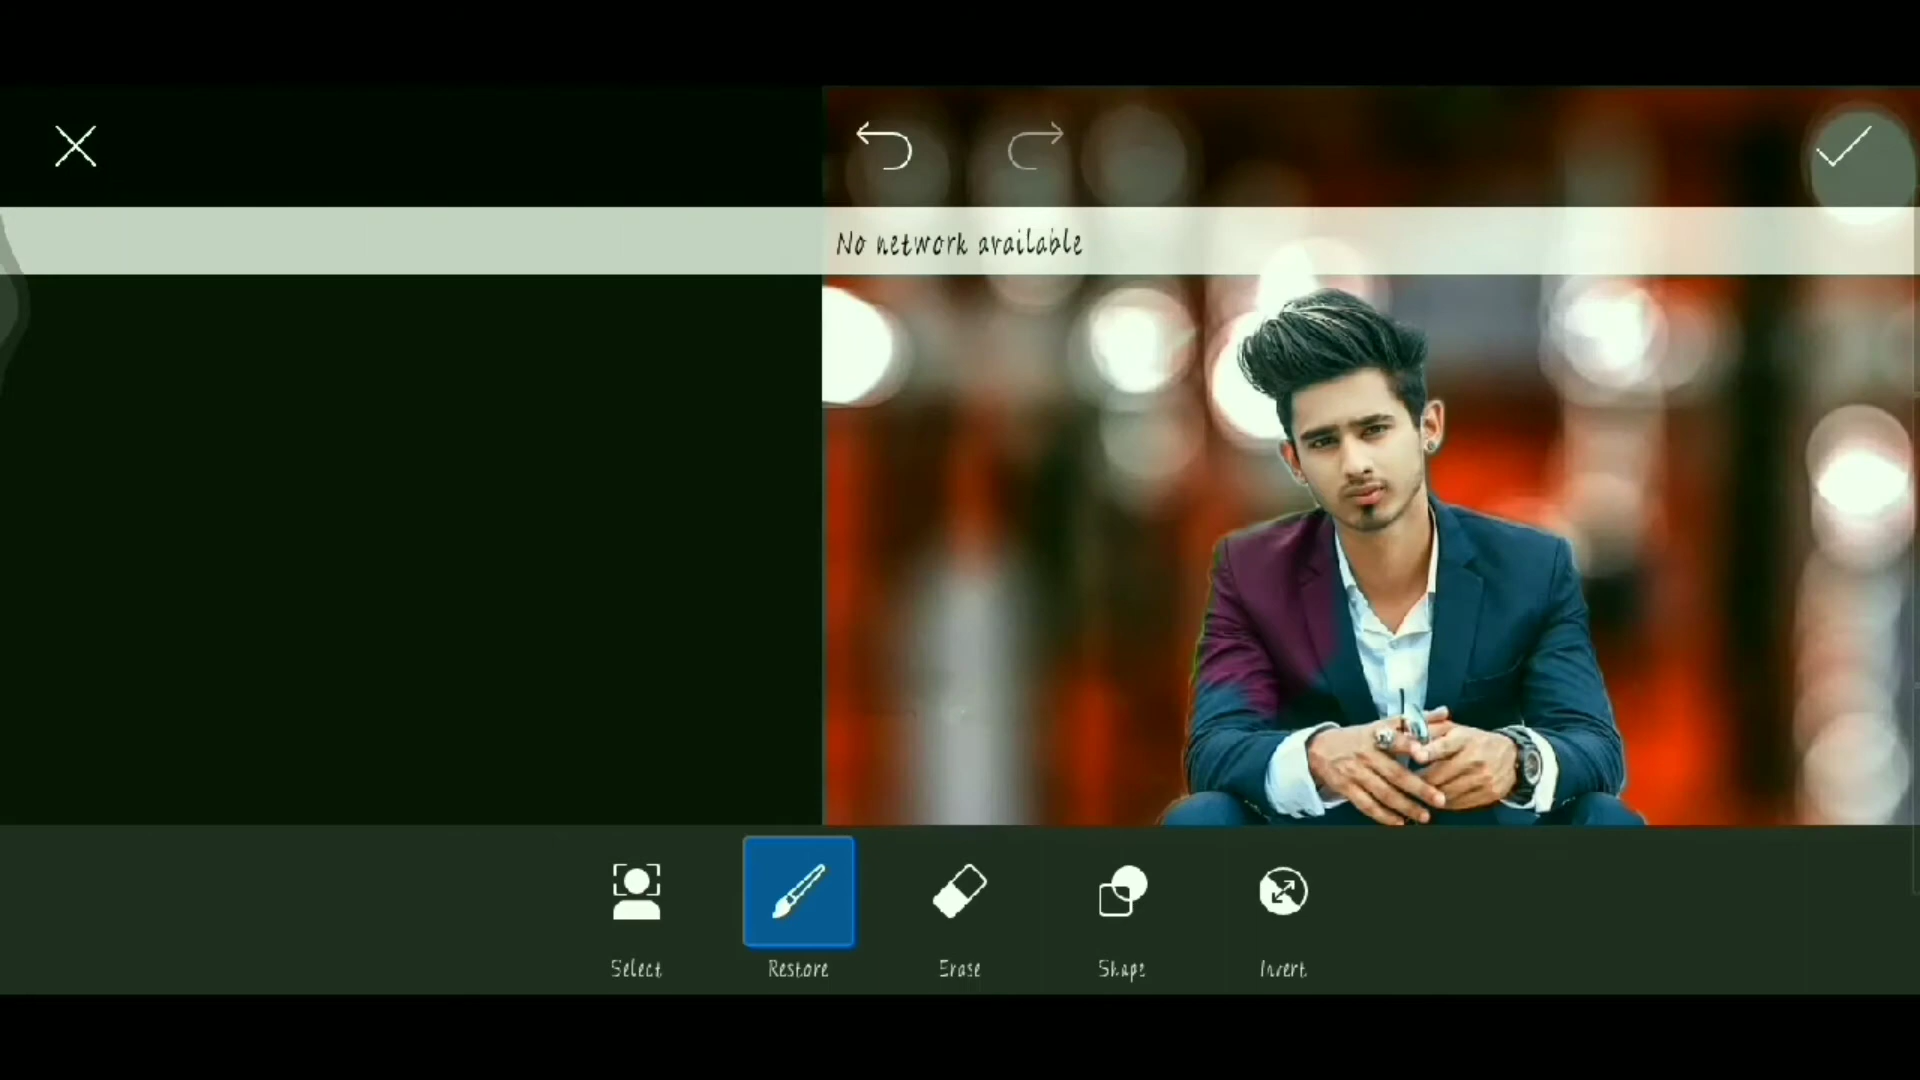 No network available
Select
Restore
Erase
Shape
Invert